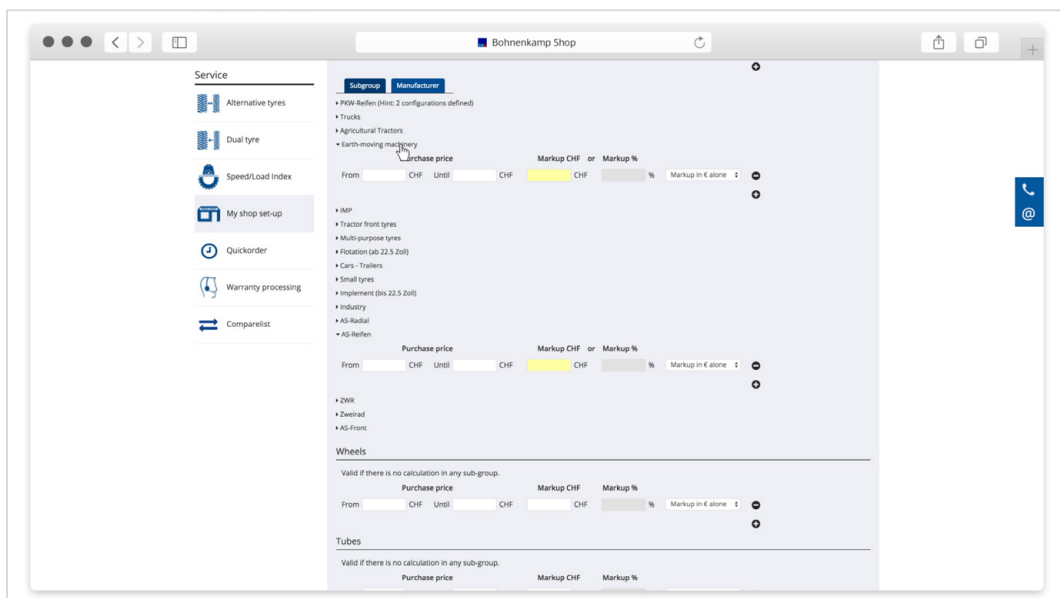 Bohnenkamp Shop
Service
Alternative tyres
Dual tyre
Speed/Load Index
My shop set-up
Quickorder
Warranty processing
Comparelist
Subgroup Manufacturer
PKW-Reifen (Hint: 2 configurations defined)
Trucks
Agricultural Tractors
Earth-moving machinery
Purchase price Markup CHF or Markup %
From CHF Until CHF CHF % Markup in € alone
IMP
Tractor front tyres
Multi-purpose tyres
Flotation (ab 22.5 Zoll)
Cars - Trailers
Small tyres
Implement (bis 22.5 Zoll)
Industry
AS-Radial
AS-Reifen
Purchase price Markup CHF or Markup %
From CHF Until CHF CHF % Markup in € alone
ZWR
Zweirad
AS-Front
Wheels
Valid if there is no calculation in any sub-group.
Purchase price Markup CHF Markup %
From CHF Until CHF CHF % Markup in € alone
Tubes
Valid if there is no calculation in any sub-group.
Purchase price Markup CHF Markup %